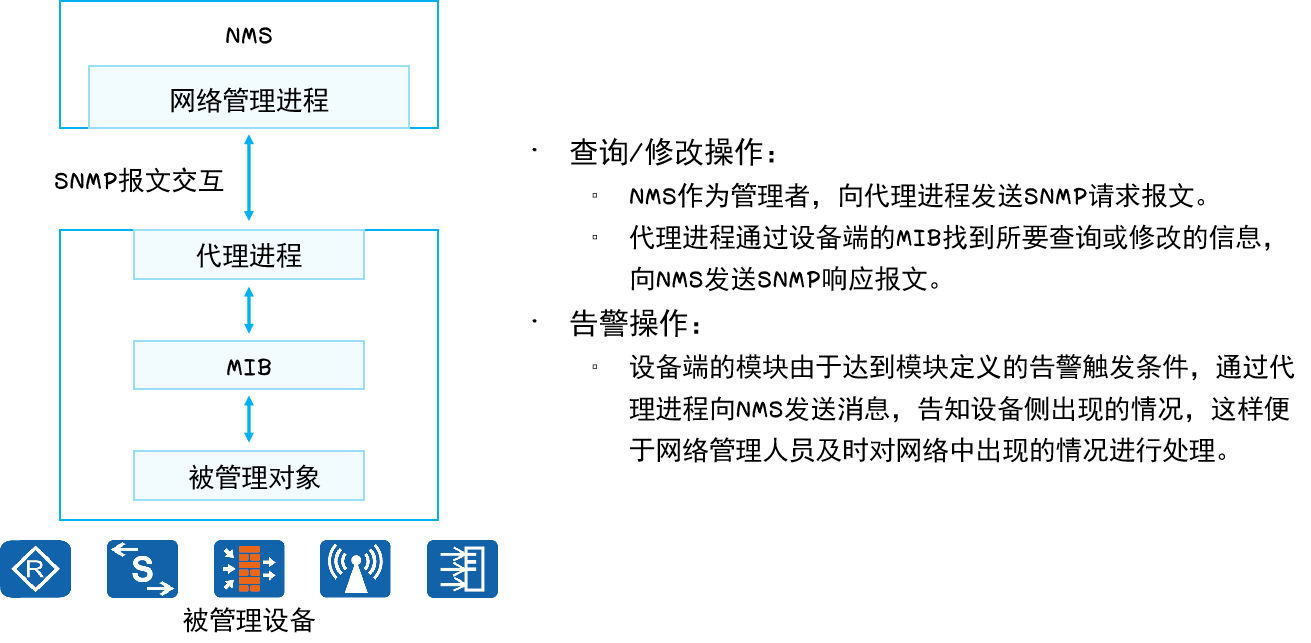 NMS
网络管理进程
SNMP报文交互
代理进程
MIB
被管理对象
R
S
被管理设备
· 查询/修改操作：
▫ NMS作为管理者，向代理进程发送SNMP请求报文。
▫ 代理进程通过设备端的MIB找到所要查询或修改的信息，
向NMS发送SNMP响应报文。
· 告警操作：
▫ 设备端的模块由于达到模块定义的告警触发条件，通过代
理进程向NMS发送消息，告知设备侧出现的情况，这样便
于网络管理人员及时对网络中出现的情况进行处理。